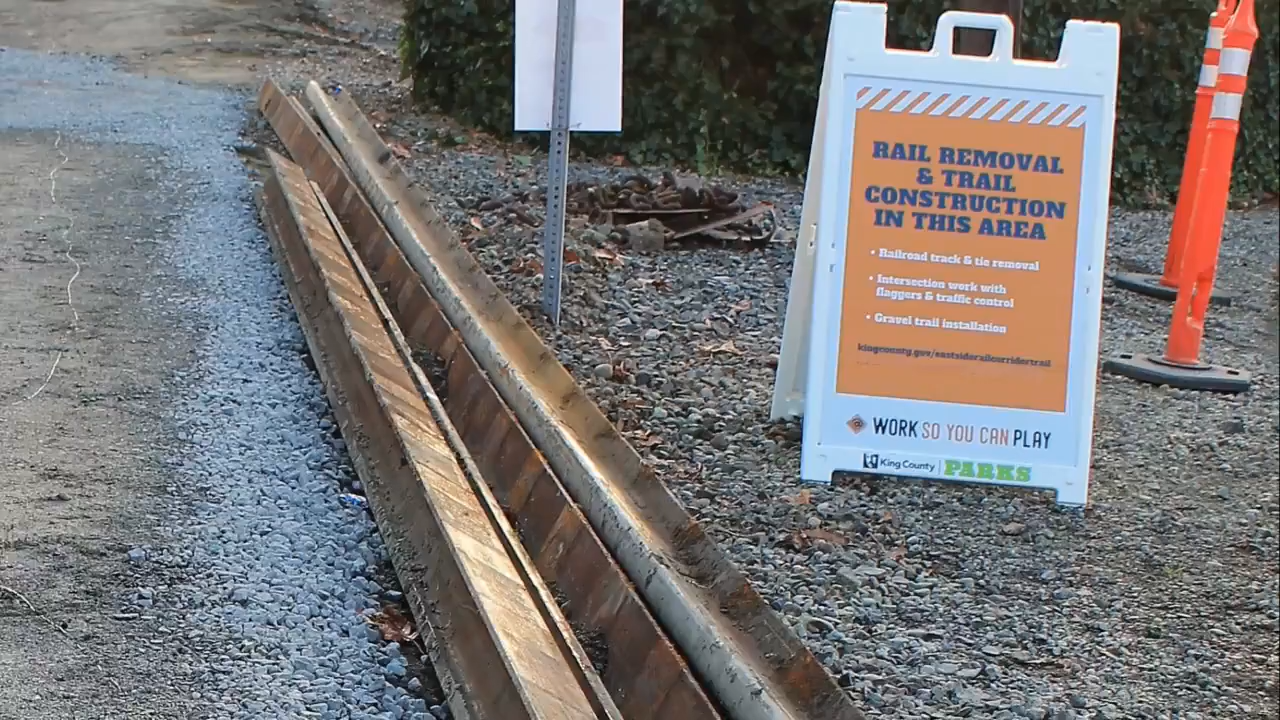 RAIL REMOVAL
& TRAIL
CONSTRUCTION
IN THIS AREA
• Railroad track & tie removal
• Intersection work with
flaggers & traffic control
• Gravel trail installation
kingcounty.gov/eastsiderailcorridortrail
WORK SO YOU CAN PLAY
King County PARKS